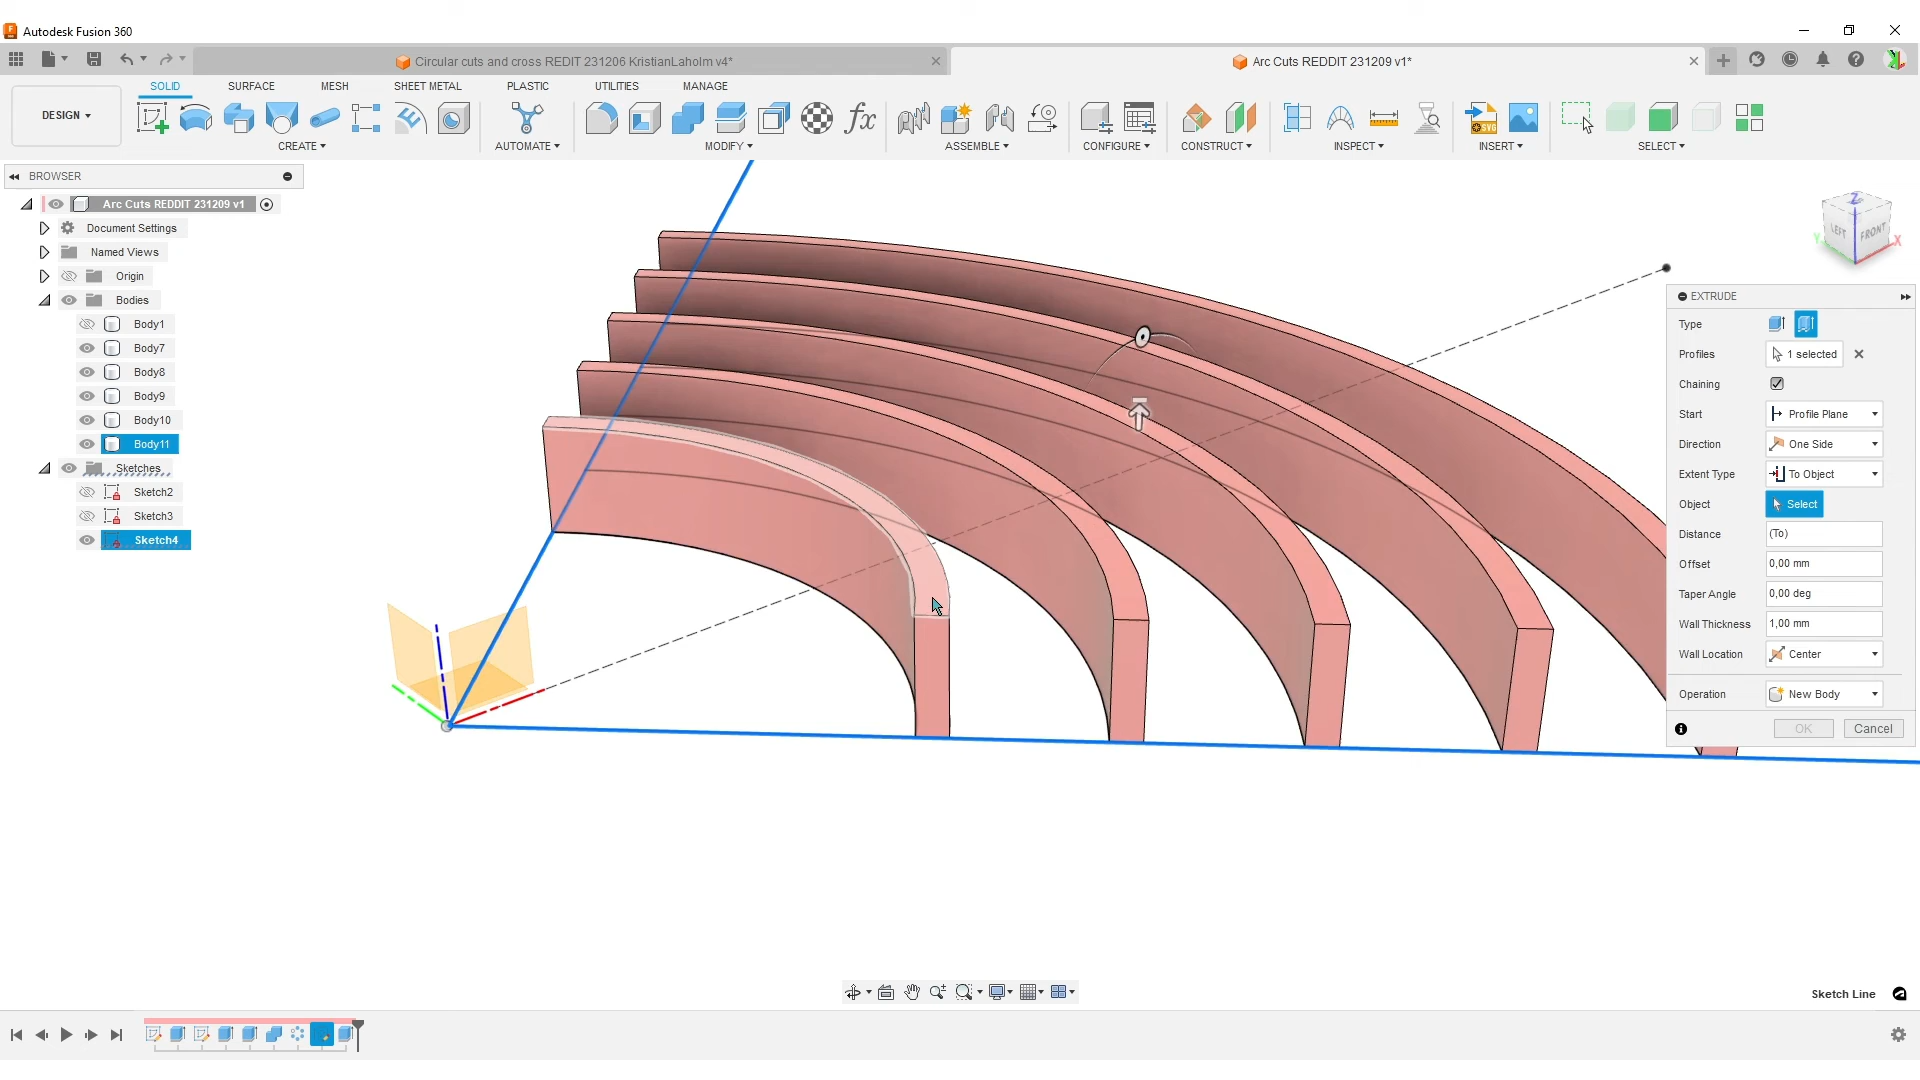 Autodesk Fusion 360
Circular cuts and cross REDIT 231206 KristianLaholm v4*
Arc Cuts REDDIT 231209 v1*
DESIGN
SOLID SURFACE MESH SHEET METAL PLASTIC UTILITIES MANAGE
CREATE AUTOMATE MODIFY ASSEMBLE CONFIGURE CONSTRUCT INSPECT INSERT SELECT
SVG
fx
BROWSER
Arc Cuts REDDIT 231209 v1
Document Settings
Named Views
Origin
Bodies
Body1
Body7
Body8
Body9
Body10
Body11
Sketches
Sketch2
Sketch3
Sketch4
Z
LEFT FRONT
Y X
EXTRUDE
Type
Profiles 1 selected
Chaining
Start Profile Plane
Direction One Side
Extent Type To Object
Object Select
Distance (To)
Offset 0,00 mm
Taper Angle 0,00 deg
Wall Thickness 1,00 mm
Wall Location Center
Operation New Body
OK Cancel
Sketch Line